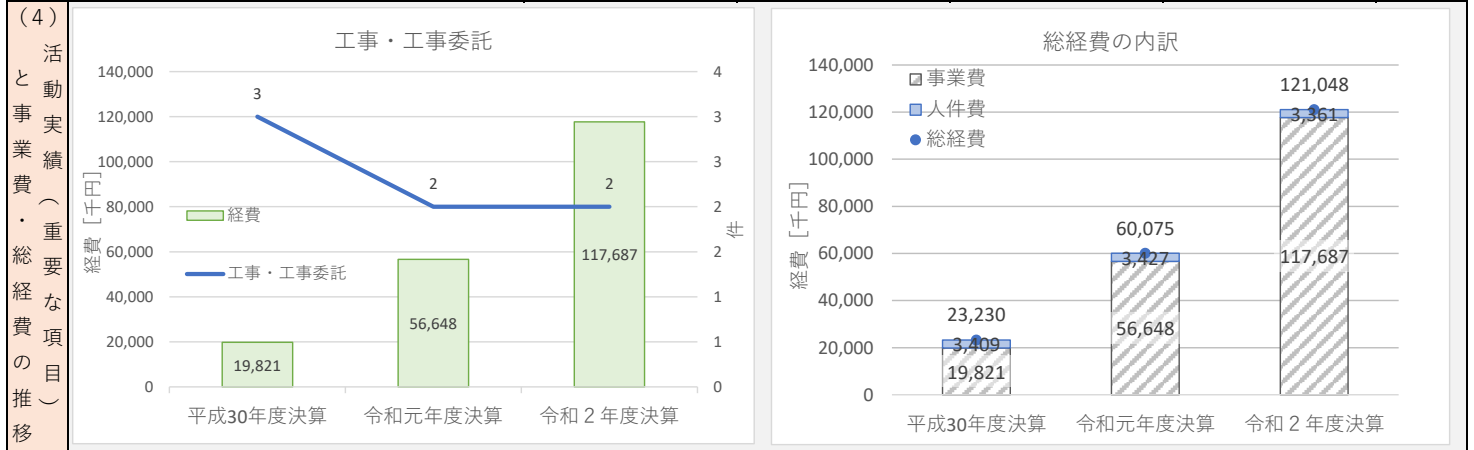 （4）活動実績（重要な項目）
と事業費・総経費の推移
工事・工事委託
140,000
120,000
100,000
80,000
60,000
40,000
20,000
0
経費［千円］
4
3
3
2
2
1
1
0
件
3
2
2
経費
工事・工事委託
19,821
56,648
117,687
平成30年度決算
令和元年度決算
令和２年度決算
総経費の内訳
140,000
120,000
100,000
80,000
60,000
40,000
20,000
0
経費［千円］
事業費
人件費
総経費
23,230
3,409
19,821
60,075
3,427
56,648
121,048
3,361
117,687
平成30年度決算
令和元年度決算
令和２年度決算